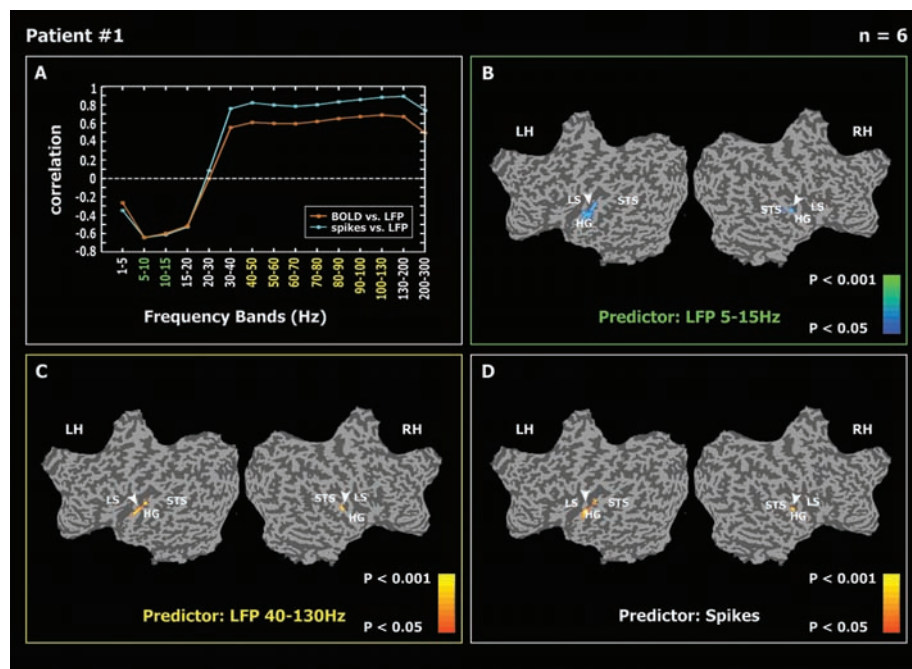 Patient #1
n = 6
A
1
0.8
0.6
0.4
0.2
0
-0.2
-0.4
-0.6
-0.8
correlation
BOLD vs. LFP
spikes vs. LFP
1-5
5-10
10-15
15-20
20-30
30-40
40-50
50-60
60-70
70-80
80-90
90-100
100-130
130-200
200-300
Frequency Bands (Hz)
B
LH
RH
LS
STS
HG
STS
LS
HG
P < 0.001
P < 0.05
Predictor: LFP 5-15Hz
C
LH
RH
LS
STS
HG
STS
LS
HG
P < 0.001
P < 0.05
Predictor: LFP 40-130Hz
D
LH
RH
LS
STS
HG
STS
LS
HG
P < 0.001
P < 0.05
Predictor: Spikes